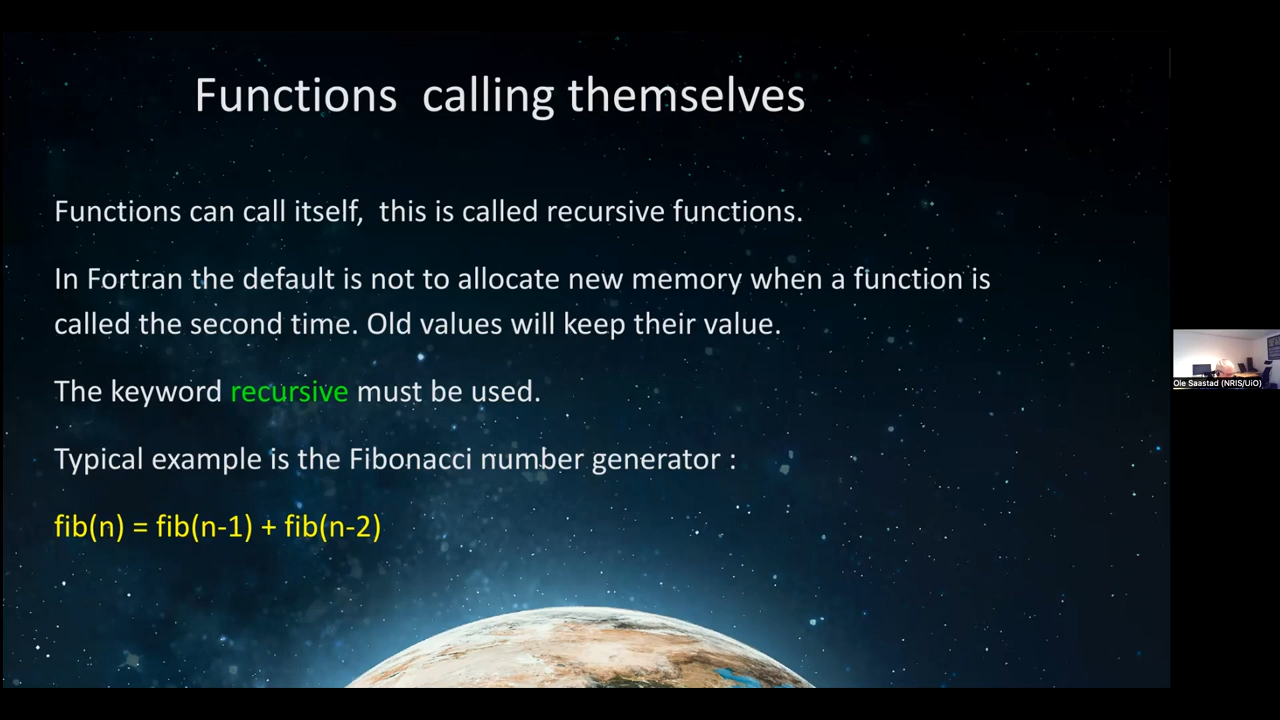 Functions calling themselves
Functions can call itself, this is called recursive functions.
In Fortran the default is not to allocate new memory when a function is
called the second time. Old values will keep their value.
The keyword recursive must be used.
Typical example is the Fibonacci number generator :
fib(n) = fib(n-1) + fib(n-2)
Ole Saastad (NRIS/UiO)